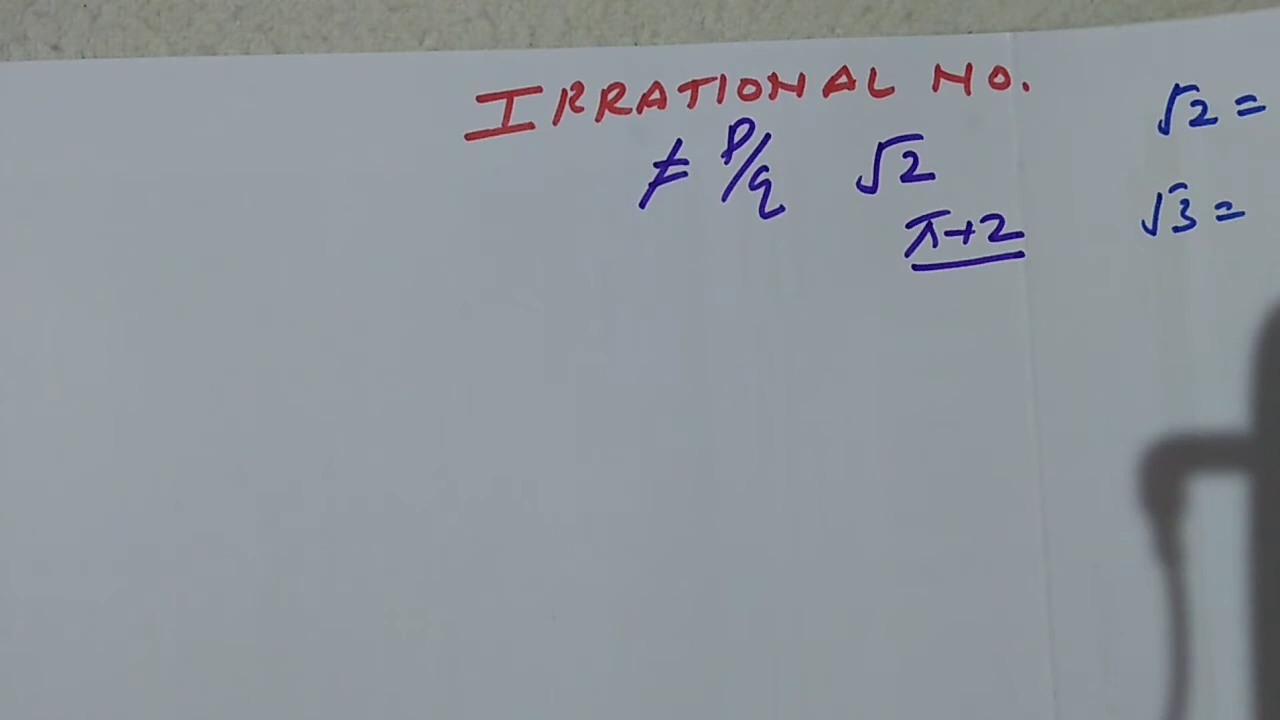 IRRATIONAL NO.
≠ P/q √2
π+2
√2 =
√3 =